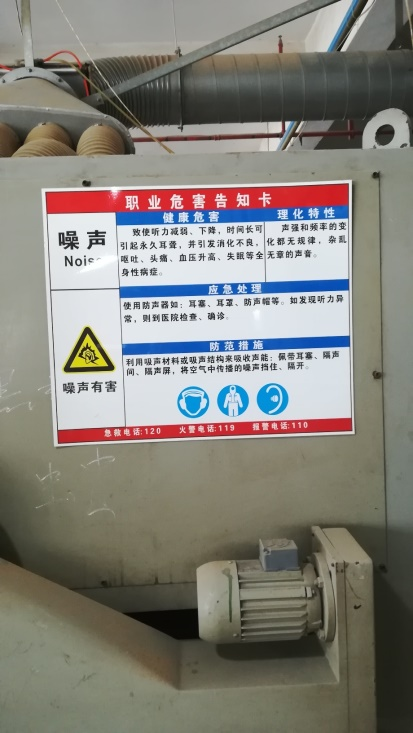 职业危害告知卡
噪声
Noise
健康危害
致使听力减弱、下降，时间长可
引起永久耳聋，并引发消化不良，
呕吐、头痛、血压升高、失眠等全
身性病症。
理化特性
声强和频率的变
化都无规律，杂乱
无章的声音。
应急处理
使用防声器如：耳塞、耳罩、防声帽等。如发现听力异
常，则到医院检查、确诊。
噪声有害
防范措施
利用吸声材料或吸声结构来吸收声能；佩带耳塞、隔声
间、隔声屏，将空气中传播的噪声挡住、隔开。
急救电话:120 火警电话:119 报警电话:110